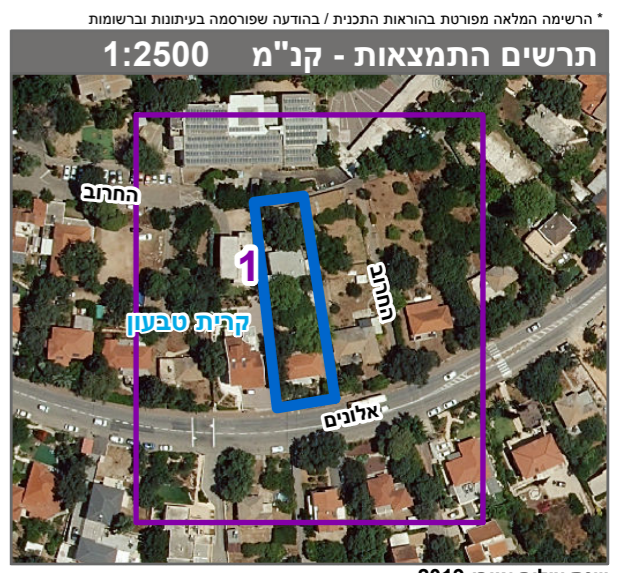 * הרשימה המלאה מפורטת בהוראות התכנית / בהודעה שפורסמה בעיתונות וברשומות
תרשים התמצאות - קנ"מ 1:2500
החרוב
1
החרוב
קרית טבעון
אלונים